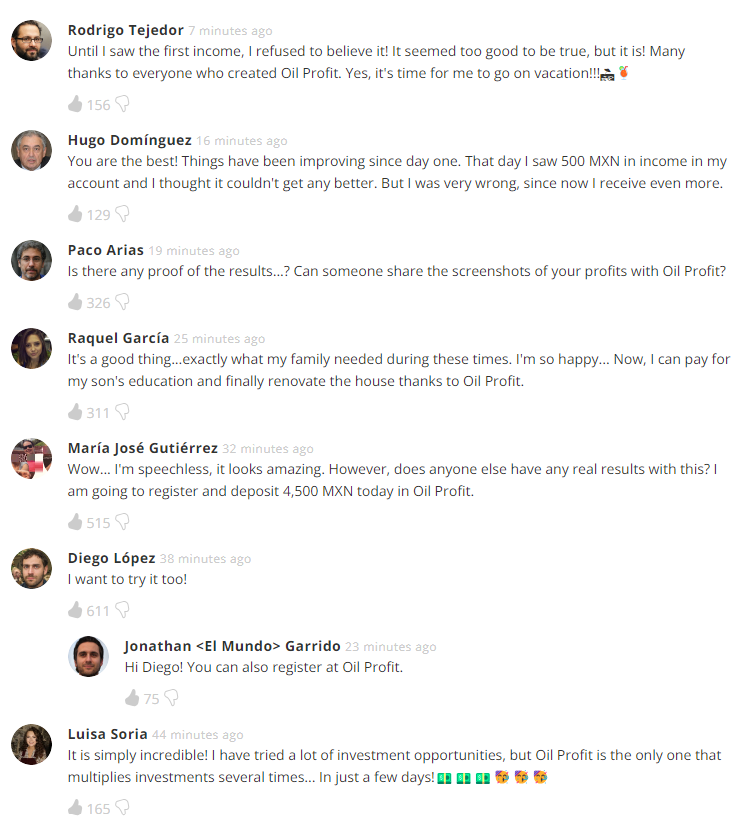 Rodrigo Tejedor 7 minutes ago
Until I saw the first income, I refused to believe it! It seemed too good to be true, but it is! Many
thanks to everyone who created Oil Profit. Yes, it's time for me to go on vacation!!!🏖️🍹
156
Hugo Domínguez 16 minutes ago
You are the best! Things have been improving since day one. That day I saw 500 MXN in income in my
account and I thought it couldn't get any better. But I was very wrong, since now I receive even more.
129
Paco Arias 19 minutes ago
Is there any proof of the results...? Can someone share the screenshots of your profits with Oil Profit?
326
Raquel García 25 minutes ago
It's a good thing...exactly what my family needed during these times. I'm so happy... Now, I can pay for
my son's education and finally renovate the house thanks to Oil Profit.
311
María José Gutiérrez 32 minutes ago
Wow... I'm speechless, it looks amazing. However, does anyone else have any real results with this? I
am going to register and deposit 4,500 MXN today in Oil Profit.
515
Diego López 38 minutes ago
I want to try it too!
611
Jonathan <El Mundo> Garrido 23 minutes ago
Hi Diego! You can also register at Oil Profit.
75
Luisa Soria 44 minutes ago
It is simply incredible! I have tried a lot of investment opportunities, but Oil Profit is the only one that
multiplies investments several times... In just a few days!💵 💵 💵 🥳 🥳 🥳
165